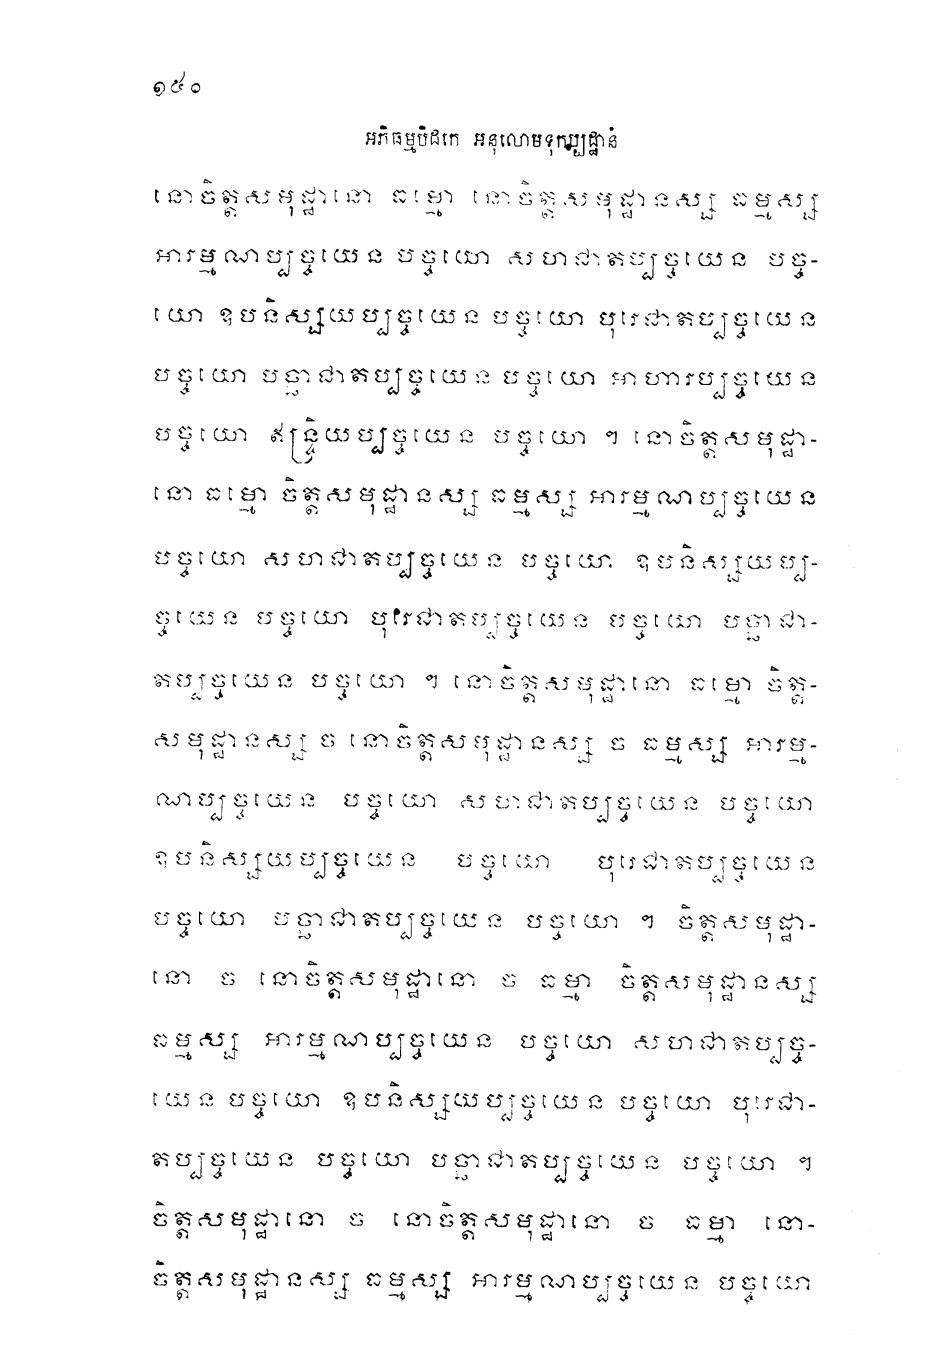 ១៥០
អភិធម្មបិដកេ អនុលោមទុកប្បដ្ឋានំ
នោចិត្តសមុដ្ឋានោ ធម្មោ នោចិត្តសមុដ្ឋានស្ស ធម្មស្ស
អារម្មណប្បច្ចយេន បច្ចយោ សហជាតប្បច្ចយេន បច្ច-
យោ ឧបនិស្សយប្បច្ចយេន បច្ចយោ បុរេជាតប្បច្ចយេន
បច្ចយោ បច្ឆាជាតប្បច្ចយេន បច្ចយោ អាហារប្បច្ចយេន
បច្ចយោ ឥន្ទ្រិយប្បច្ចយេន បច្ចយោ ។ នោចិត្តសមុដ្ឋា-
នោ ធម្មោ ចិត្តសមុដ្ឋានស្ស ធម្មស្ស អារម្មណប្បច្ចយេន
បច្ចយោ សហជាតប្បច្ចយេន បច្ចយោ ឧបនិស្សយប្ប-
ច្ចយេន បច្ចយោ បុរេជាតប្បច្ចយេន បច្ចយោ បច្ឆាជា-
តប្បច្ចយេន បច្ចយោ ។ នោចិត្តសមុដ្ឋានោ ធម្មោ ចិត្ត-
សមុដ្ឋានស្ស ច នោចិត្តសមុដ្ឋានស្ស ច ធម្មស្ស អារម្ម-
ណប្បច្ចយេន បច្ចយោ សហជាតប្បច្ចយេន បច្ចយោ
ឧបនិស្សយប្បច្ចយេន បច្ចយោ បុរេជាតប្បច្ចយេន
បច្ចយោ បច្ឆាជាតប្បច្ចយេន បច្ចយោ ។ ចិត្តសមុដ្ឋា-
នោ ច នោចិត្តសមុដ្ឋានោ ច ធម្មា ចិត្តសមុដ្ឋានស្ស
ធម្មស្ស អារម្មណប្បច្ចយេន បច្ចយោ សហជាតប្បច្ច-
យេន បច្ចយោ ឧបនិស្សយប្បច្ចយេន បច្ចយោ បុរេជា-
តប្បច្ចយេន បច្ចយោ បច្ឆាជាតប្បច្ចយេន បច្ចយោ ។
ចិត្តសមុដ្ឋានោ ច នោចិត្តសមុដ្ឋានោ ច ធម្មា នោ-
ចិត្តសមុដ្ឋានស្ស ធម្មស្ស អារម្មណប្បច្ចយេន បច្ចយោ